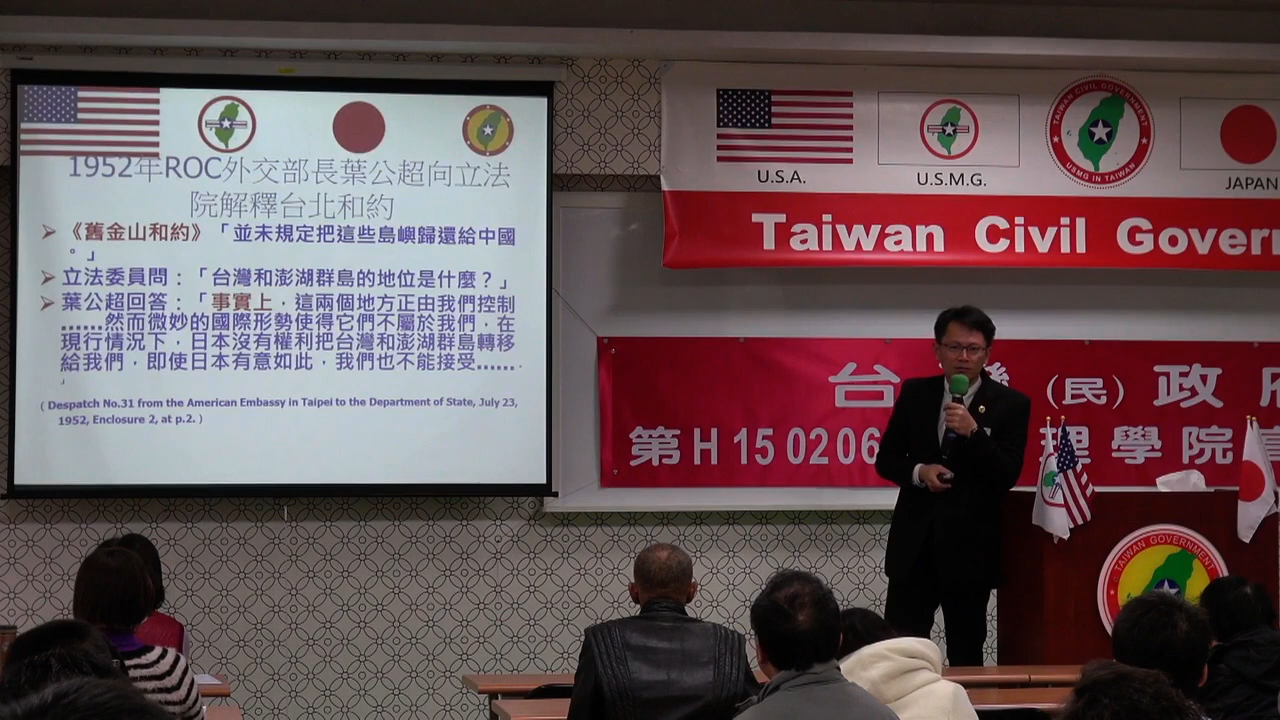 1952年ROC外交部長葉公超向立法
院解釋台北和約
➢ 《舊金山和約》「並未規定把這些島嶼歸還給中國
。」
➢ 立法委員問：「台灣和澎湖群島的地位是什麼？」
➢ 葉公超回答：「事實上，這兩個地方正由我們控制
……然而微妙的國際形勢使得它們不屬於我們．在
現行情況下，日本沒有權利把台灣和澎湖群島轉移
給我們，即使日本有意如此，我們也不能接受……．
」
( Despatch No.31 from the American Embassy in Taipei to the Department of State, July 23,
1952, Enclosure 2, at p.2. )
U.S.A.
U.S.M.G.
TAIWAN CIVIL GOVERNMENT
USMG IN TAIWAN
JAPAN
Taiwan Civil Govern
台 (民) 政府
第H 15 02 06 理學院
TAIWAN GOVERNMENT